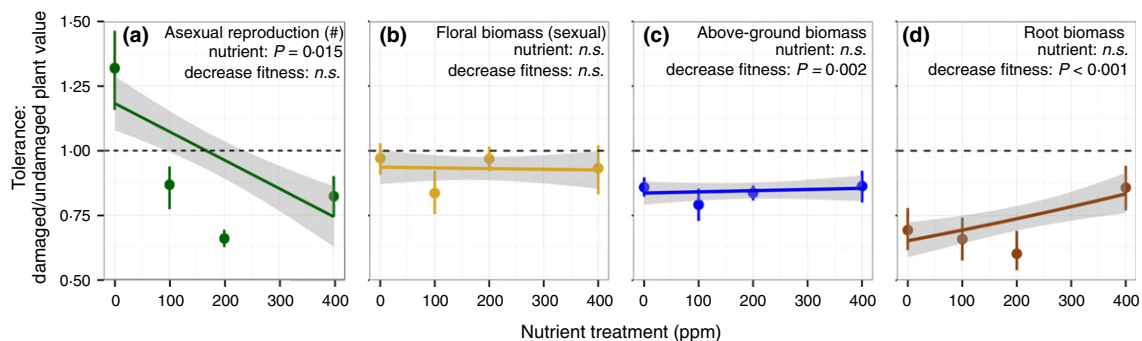 Tolerance:
damaged/undamaged plant value
1·50
1·25
1·00
0·75
0·50
(a) Asexual reproduction (#)
nutrient: P = 0·015
decrease fitness: n.s.
0 100 200 300 400
(b) Floral biomass (sexual)
nutrient: n.s.
decrease fitness: n.s.
0 100 200 300 400
(c) Above-ground biomass
nutrient: n.s.
decrease fitness: P = 0·002
0 100 200 300 400
(d) Root biomass
nutrient: n.s.
decrease fitness: P < 0·001
0 100 200 300 400
Nutrient treatment (ppm)